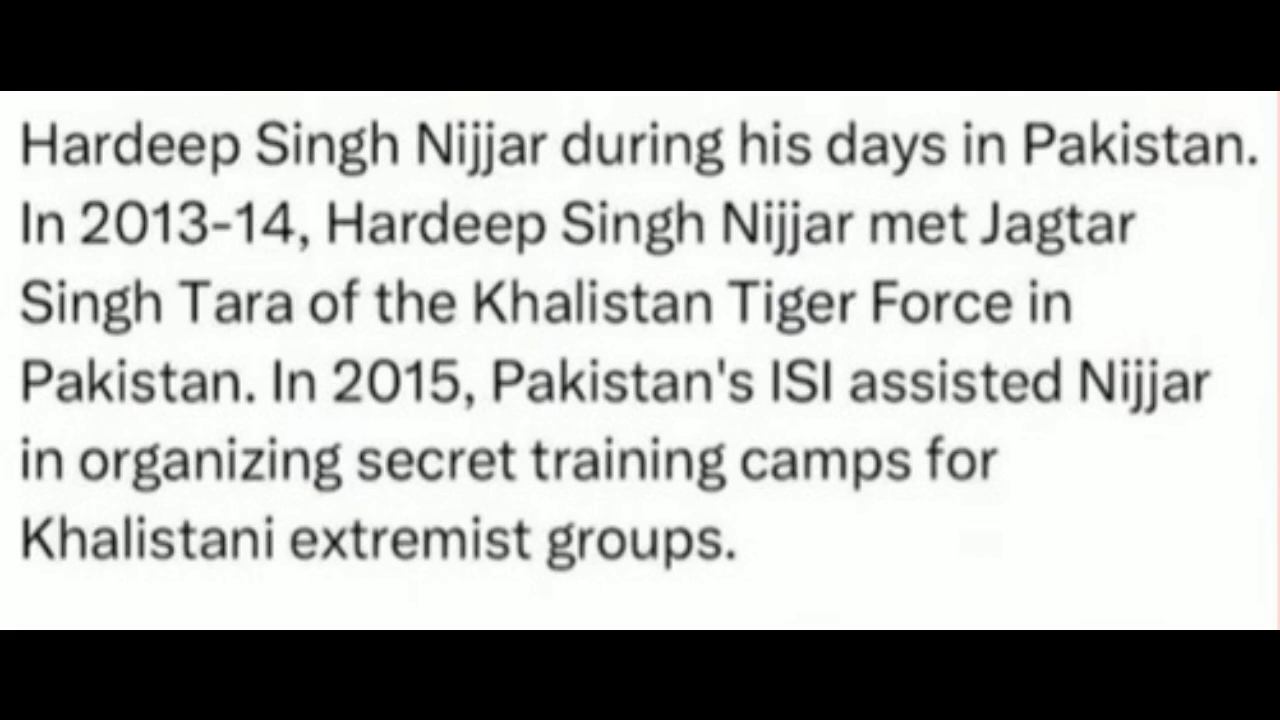 Hardeep Singh Nijjar during his days in Pakistan.
In 2013-14, Hardeep Singh Nijjar met Jagtar
Singh Tara of the Khalistan Tiger Force in
Pakistan. In 2015, Pakistan's ISI assisted Nijjar
in organizing secret training camps for
Khalistani extremist groups.